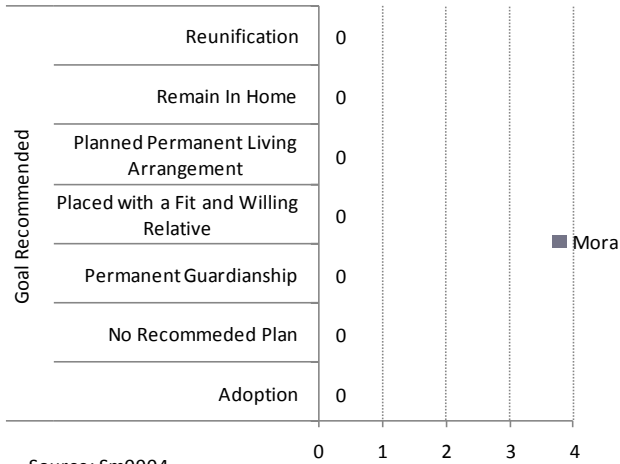 Reunification 0
Remain In Home 0
Planned Permanent Living
Arrangement 0
Placed with a Fit and Willing
Relative 0
Permanent Guardianship 0
No Recommeded Plan 0
Adoption 0
Goal Recommended
Mora
0 1 2 3 4